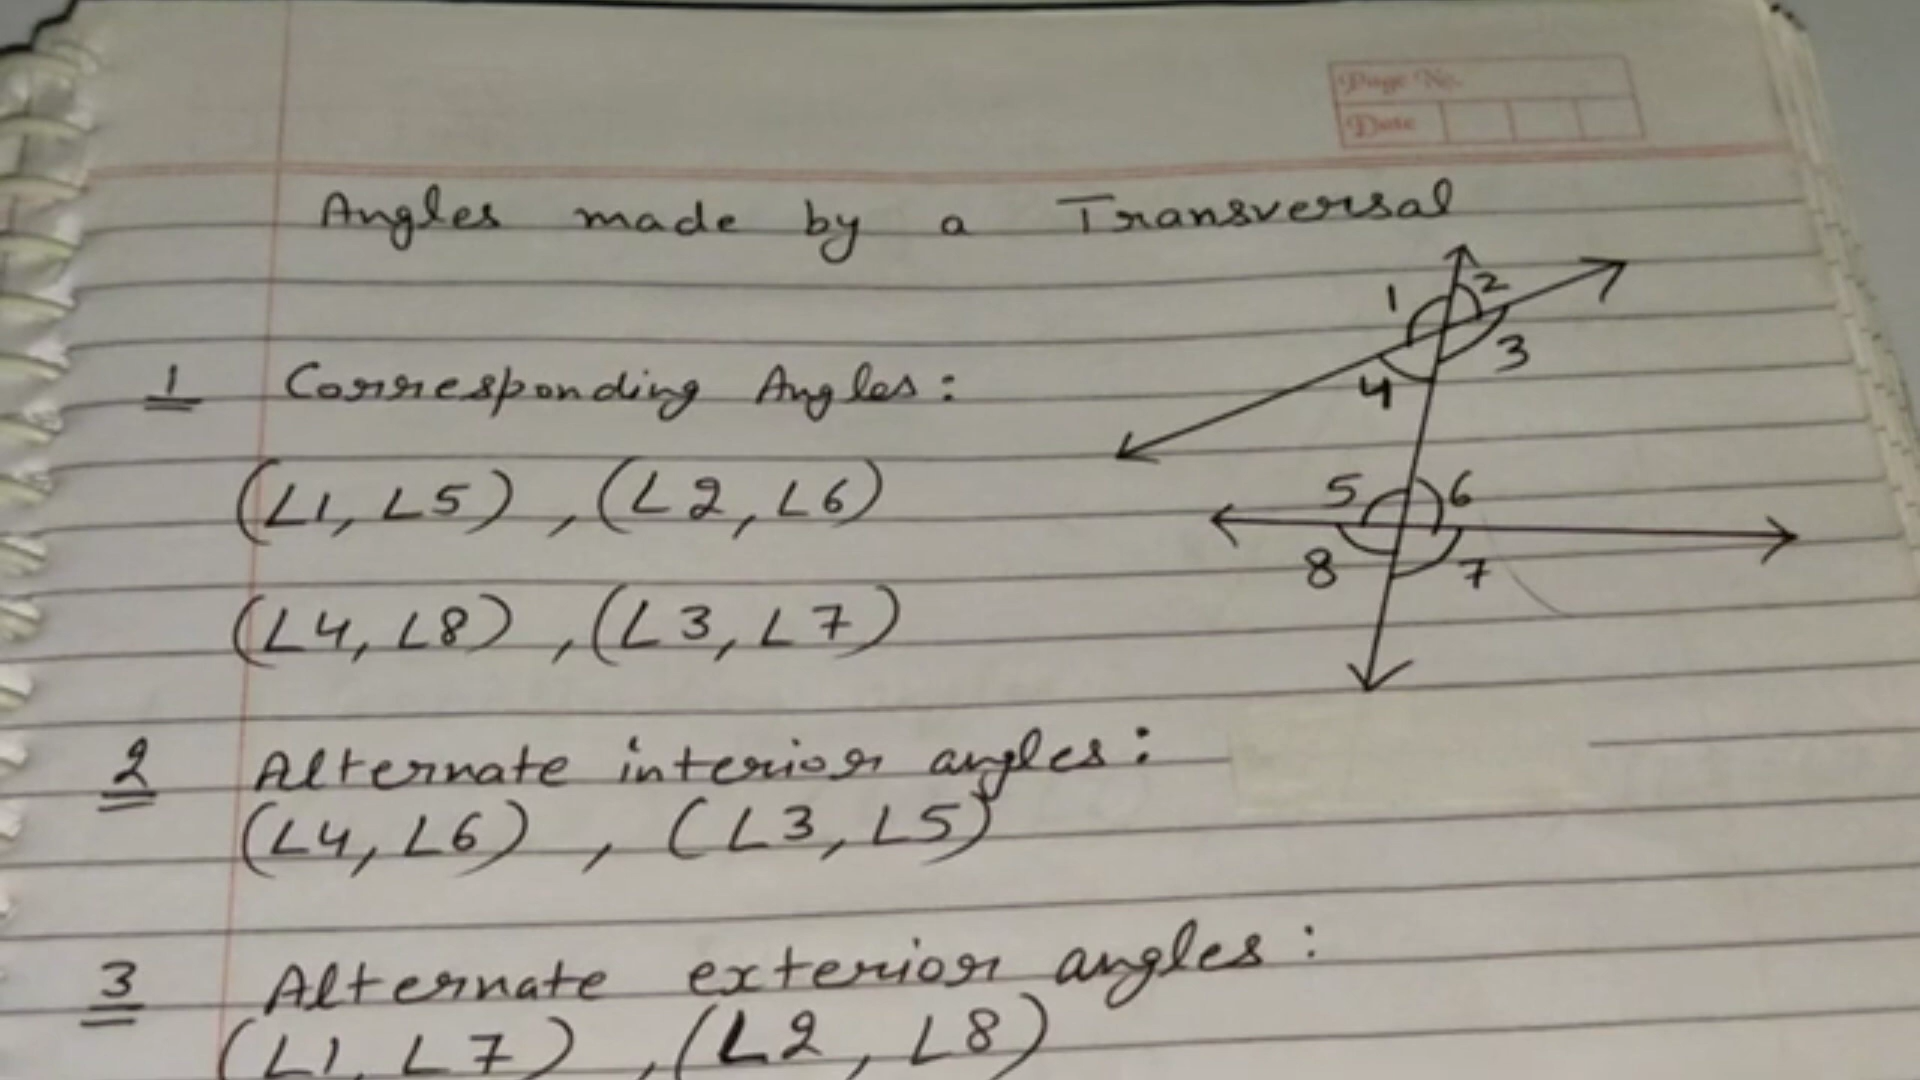 Page No.
Date
Angles made by a Transversal
1 2
3
4
1 Corresponding Angles:
(∠1, ∠5) , (∠2, ∠6)
5 6
8 7
(∠4, ∠8) , (∠3, ∠7)
2 Alternate interior angles:
(∠4, ∠6) , (∠3, ∠5)
3 Alternate exterior angles:
(∠1, ∠7) , (∠2, ∠8)